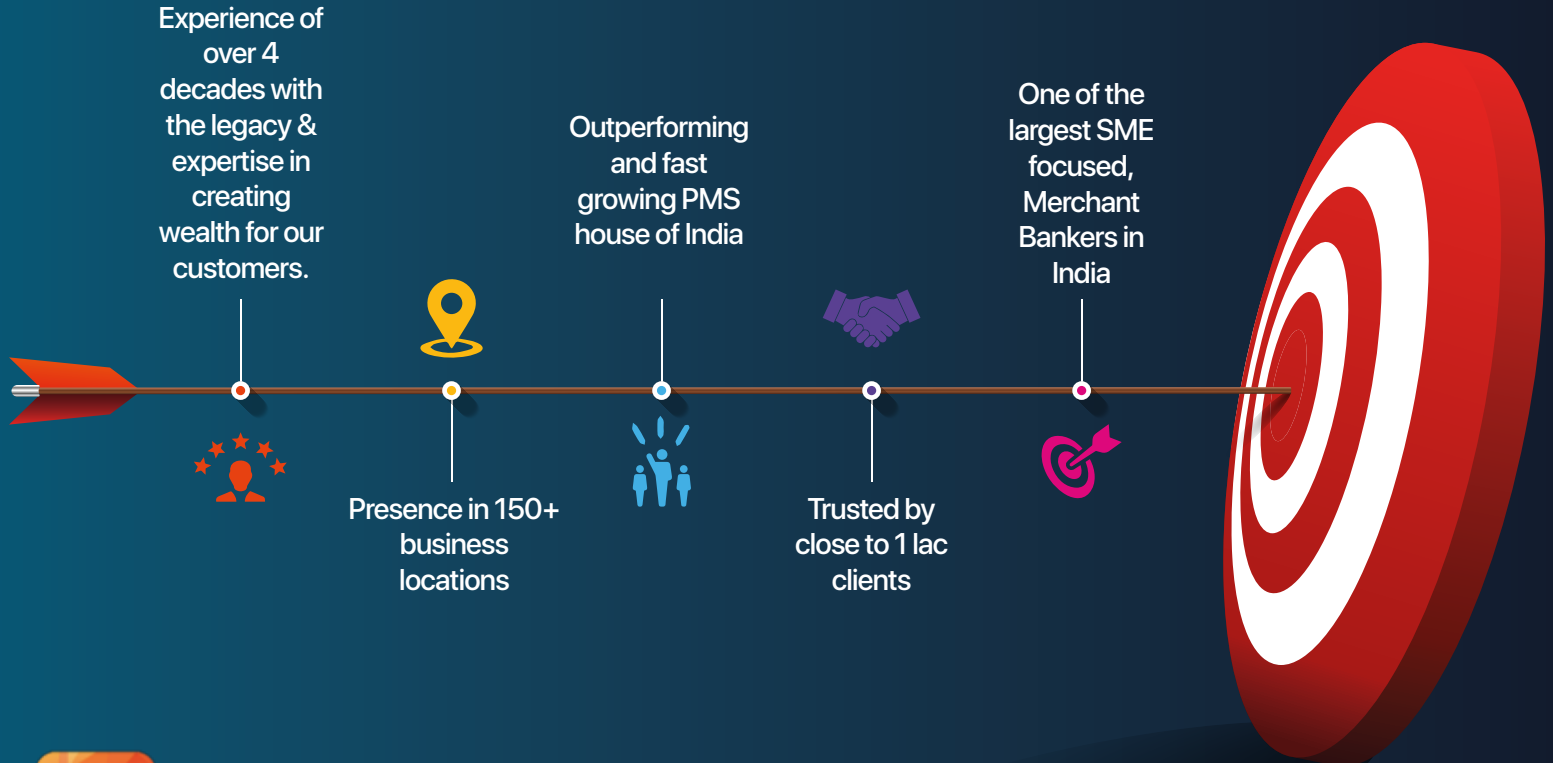 Experience of
over 4
decades with
the legacy &
expertise in
creating
wealth for our
customers.
Presence in 150+
business
locations
Outperforming
and fast
growing PMS
house of India
Trusted by
close to 1 lac
clients
One of the
largest SME
focused,
Merchant
Bankers in
India